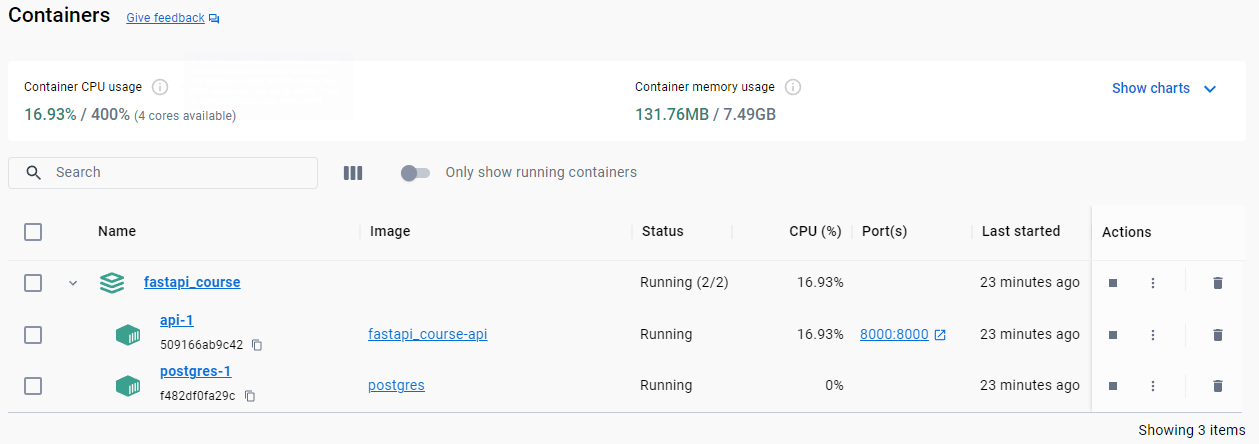 Containers Give feedback
Container CPU usage
16.93% / 400% (4 cores available)
Container memory usage
131.76MB / 7.49GB
Show charts
Search
Only show running containers
Name Image Status CPU (%) Port(s) Last started Actions
fastapi_course Running (2/2) 16.93% 23 minutes ago
api-1
509166ab9c42
fastapi_course-api Running 16.93% 8000:8000 23 minutes ago
postgres-1
f482df0fa29c
postgres Running 0% 23 minutes ago
Showing 3 items